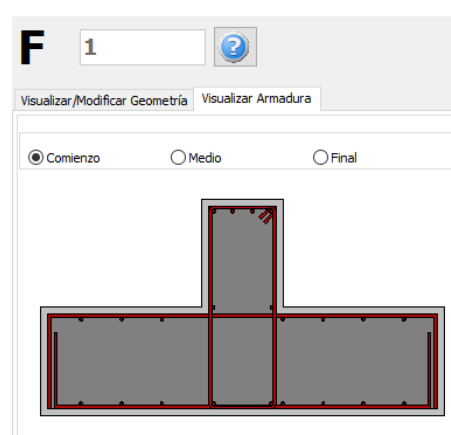 F 1 ?
Visualizar/Modificar Geometría Visualizar Armadura
Comienzo Medio Final